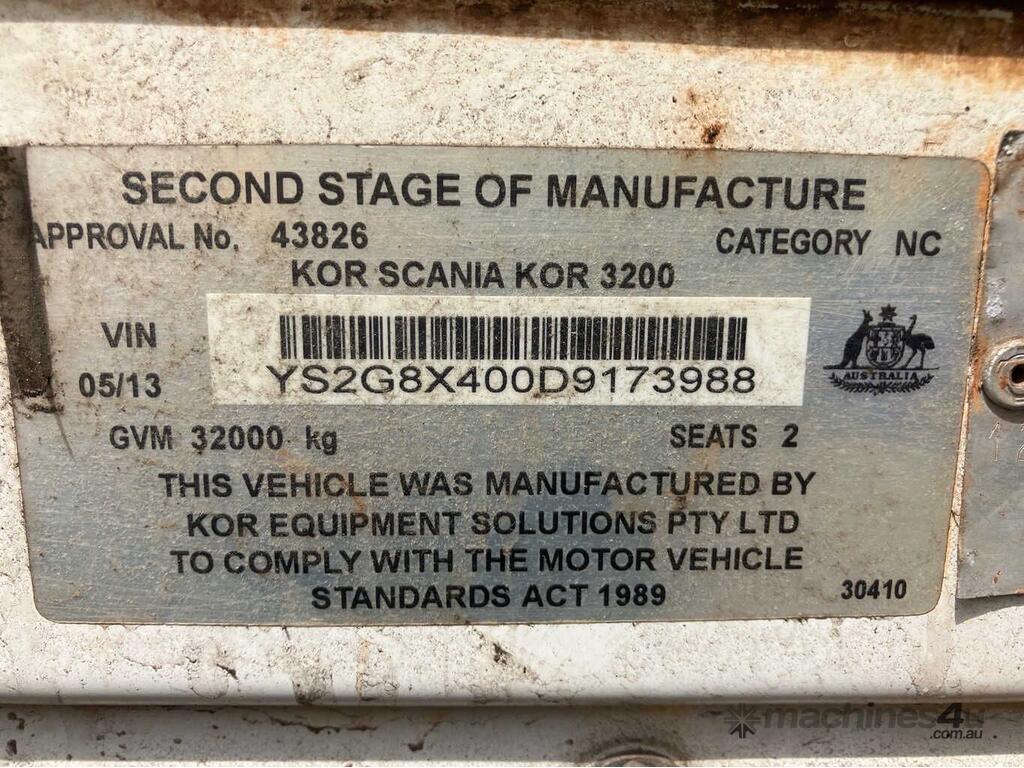 SECOND STAGE OF MANUFACTURE
APPROVAL No. 43826 CATEGORY NC
KOR SCANIA KOR 3200
VIN
YS2G8X400D9173988
05/13
AUSTRALIA
GVM 32000 kg SEATS 2
THIS VEHICLE WAS MANUFACTURED BY
KOR EQUIPMENT SOLUTIONS PTY LTD
TO COMPLY WITH THE MOTOR VEHICLE
STANDARDS ACT 1989
30410
machines4u
.com.au